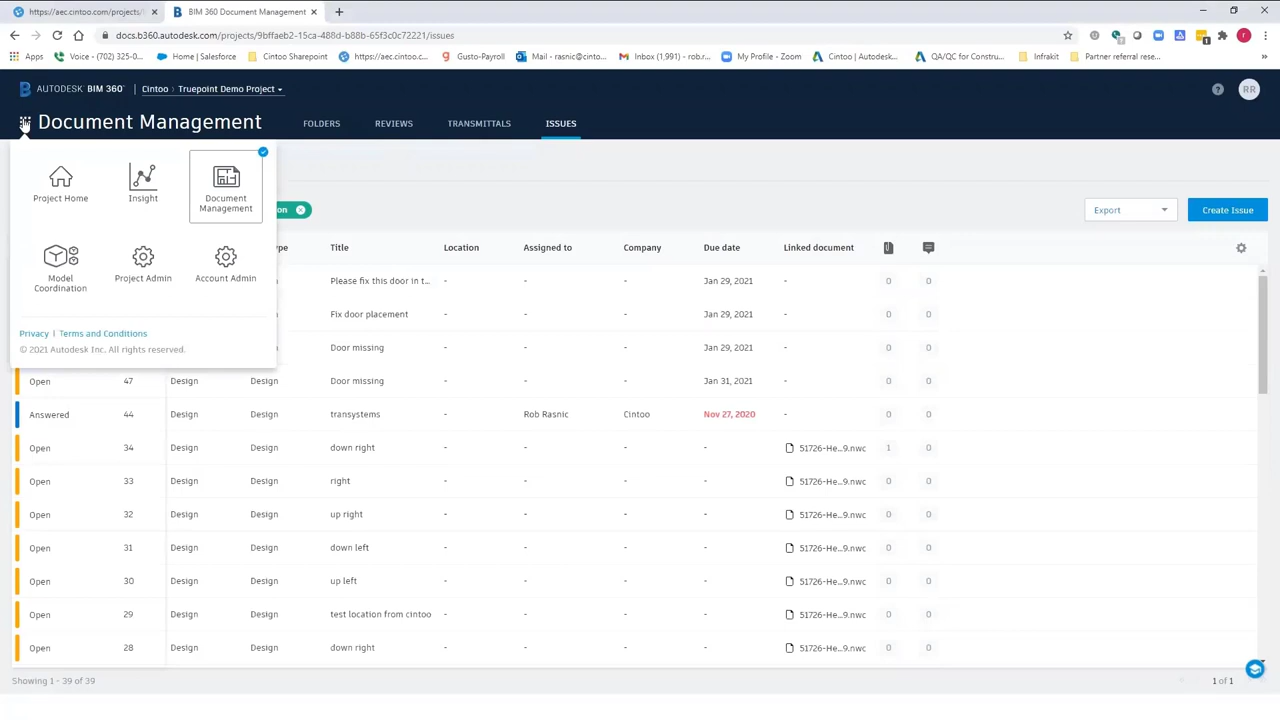 https://aec.cintoo.com/projects/
BIM 360 Document Management
docs.b360.autodesk.com/projects/9bffaeb2-15ca-488d-b88b-65f3c0c72221/issues
Apps Voice - (702) 325-0... Home | Salesforce Cintoo Sharepoint https://aec.cintoo.c... Gusto-Payroll Mail - rasnic@cinto... Inbox (1,991) - rob.r... My Profile - Zoom Cintoo | Autodesk... QA/QC for Constru... Infrakit Partner referral rese...
AUTODESK® BIM 360° Cintoo › Truepoint Demo Project RR
Document Management FOLDERS REVIEWS TRANSMITTALS ISSUES
Project Home Insight Document Management
Model Coordination Project Admin Account Admin
Privacy | Terms and Conditions
© 2021 Autodesk Inc. All rights reserved.
on Export Create Issue
pe Title Location Assigned to Company Due date Linked document
Please fix this door in t... - - - Jan 29, 2021 - 0 0
Fix door placement - - - Jan 29, 2021 - 0 0
Door missing - - - Jan 29, 2021 - 0 0
Open 47 Design Design Door missing - - - Jan 31, 2021 - 0 0
Answered 44 Design Design transystems - Rob Rasnic Cintoo Nov 27, 2020 - 0 0
Open 34 Design Design down right - - - - 51726-He...9.nwc 1 0
Open 33 Design Design right - - - - 51726-He...9.nwc 0 0
Open 32 Design Design up right - - - - 51726-He...9.nwc 0 0
Open 31 Design Design down left - - - - 51726-He...9.nwc 0 0
Open 30 Design Design up left - - - - 51726-He...9.nwc 0 0
Open 29 Design Design test location from cintoo - - - - 51726-He...9.nwc 0 0
Open 28 Design Design down right - - - - 51726-He...9.nwc 0 0
Showing 1 - 39 of 39 1 of 1